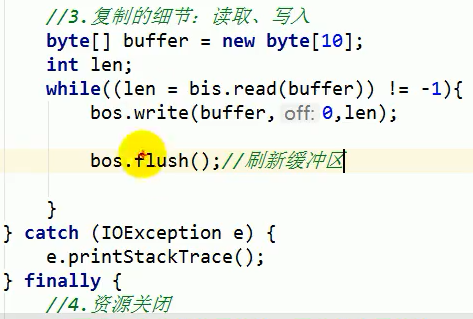 //3.复制的细节：读取、写入
byte[] buffer = new byte[10];
int len;
while((len = bis.read(buffer)) != -1){
bos.write(buffer, off: 0,len);
bos.flush();//刷新缓冲区
}
} catch (IOException e) {
e.printStackTrace();
} finally {
//4.资源关闭